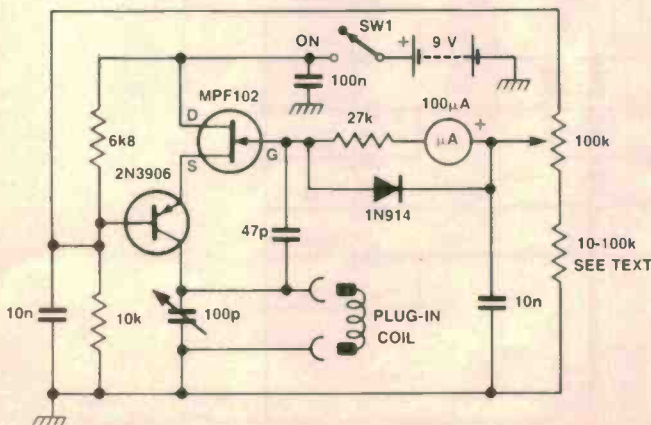 SW1
ON
+
9 V
100n
MPF102
D
S
G
6k8
2N3906
27k
100μA
μA
+
100k
1N914
47p
10-100k
SEE TEXT
10n
10k
100p
PLUG-IN
COIL
10n